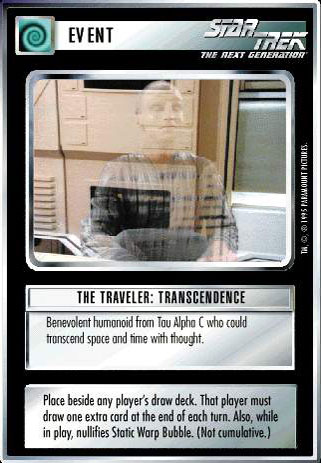 EVENT
STAR TREK
THE NEXT GENERATION
TM, ©, ® 1995 PARAMOUNT PICTURES.
THE TRAVELER: TRANSCENDENCE
Benevolent humanoid from Tau Alpha C who could
transcend space and time with thought.
Place beside any player's draw deck. That player must
draw one extra card at the end of each turn. Also, while
in play, nullifies Static Warp Bubble. (Not cumulative.)